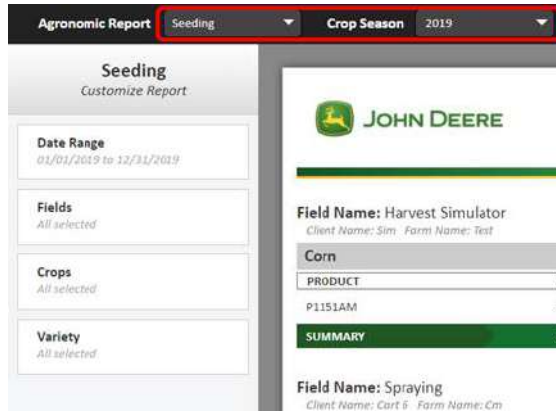 Agronomic Report Seeding Crop Season 2019
Seeding
Customize Report
Date Range
01/01/2019 to 12/31/2019
Fields
All selected
Crops
All selected
Variety
All selected
JOHN DEERE
Field Name: Harvest Simulator
Client Name: Sim Farm Name: Test
Corn
PRODUCT
P1151AM
SUMMARY
Field Name: Spraying
Client Name: Cart 6 Farm Name: Cm